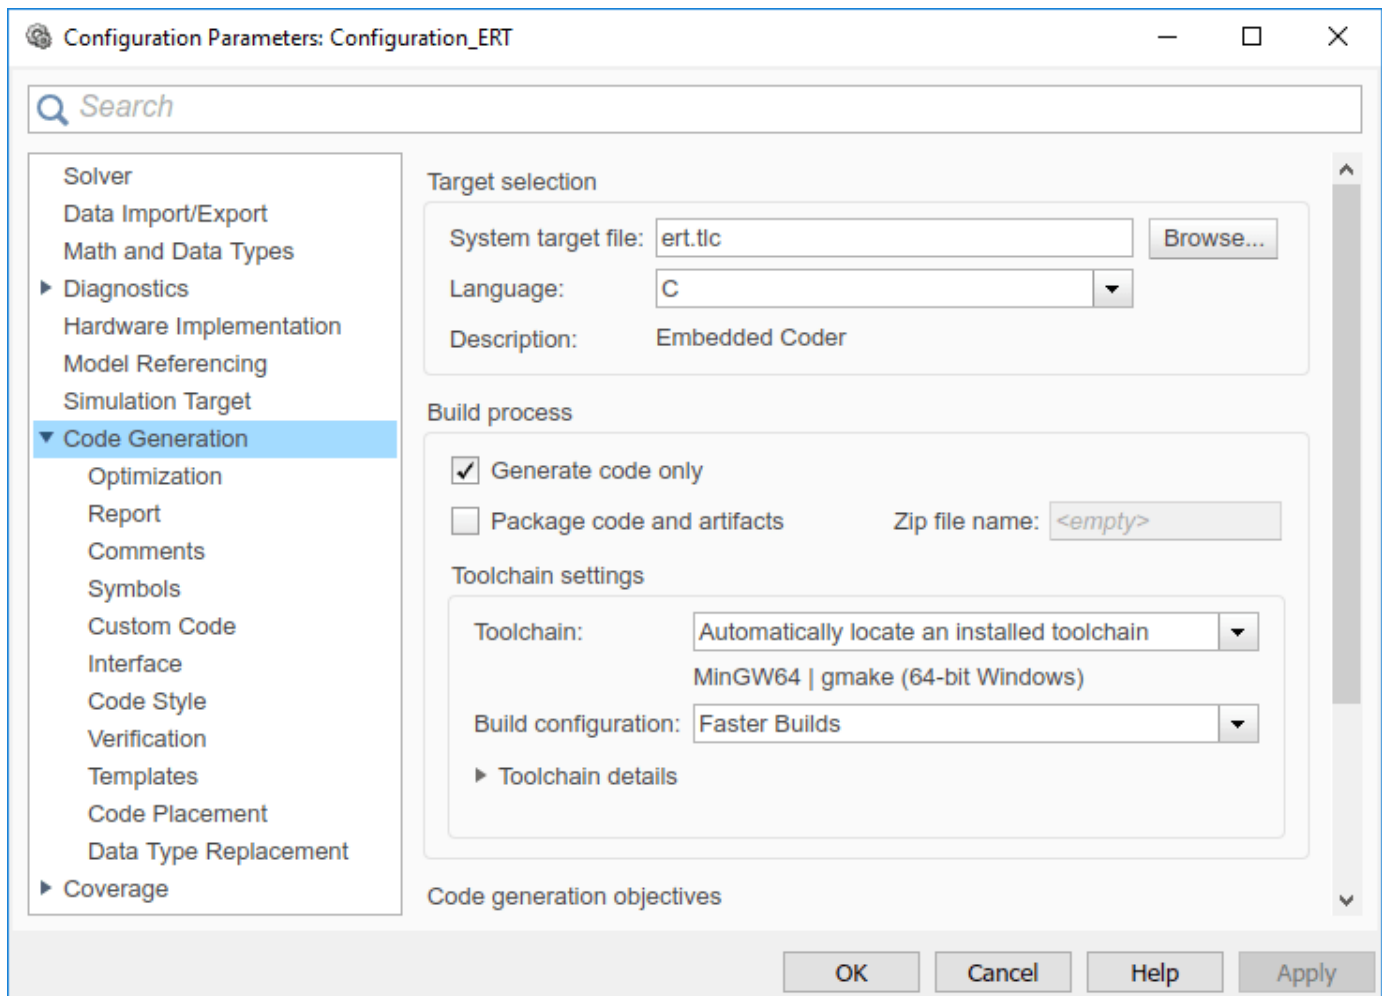 Configuration Parameters: Configuration_ERT
Search
Solver
Data Import/Export
Math and Data Types
Diagnostics
Hardware Implementation
Model Referencing
Simulation Target
Code Generation
Optimization
Report
Comments
Symbols
Custom Code
Interface
Code Style
Verification
Templates
Code Placement
Data Type Replacement
Coverage
Target selection
System target file: ert.tlc Browse...
Language: C
Description: Embedded Coder
Build process
Generate code only
Package code and artifacts Zip file name: <empty>
Toolchain settings
Toolchain: Automatically locate an installed toolchain
MinGW64 | gmake (64-bit Windows)
Build configuration: Faster Builds
Toolchain details
Code generation objectives
OK Cancel Help Apply